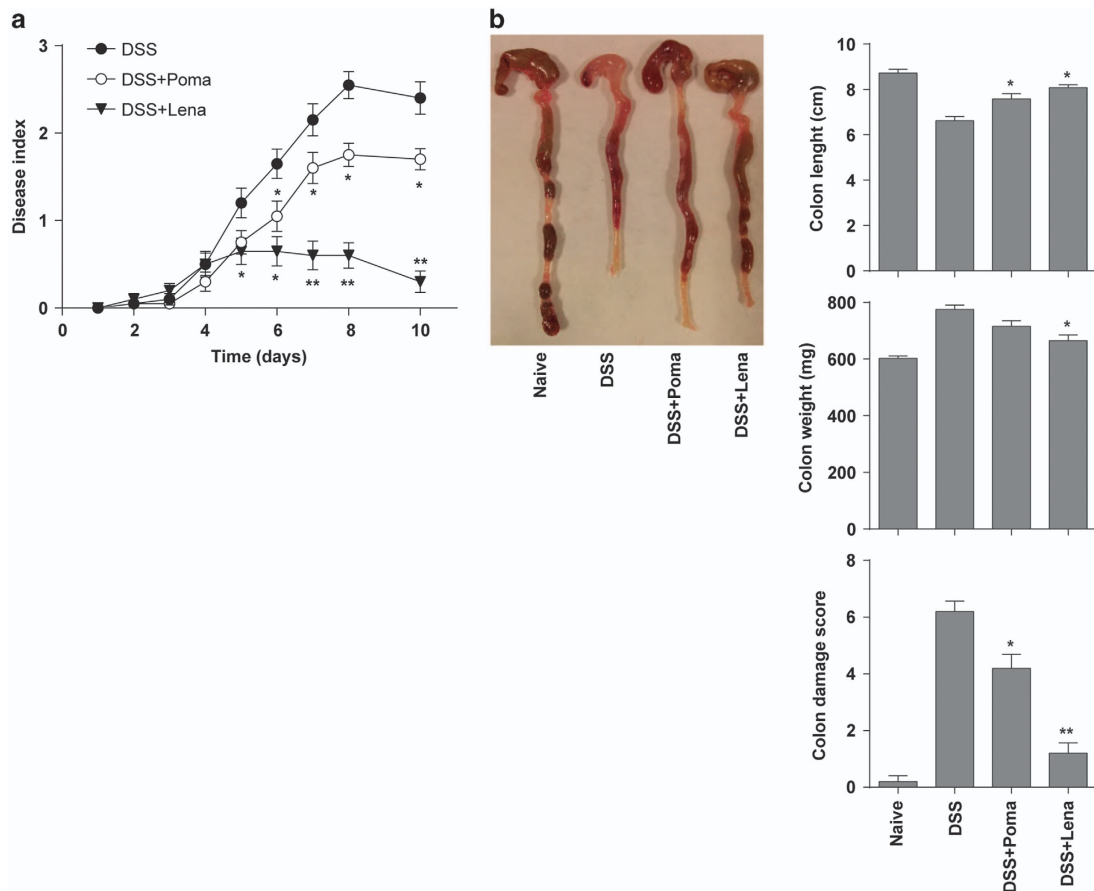 a
3
2
1
0
Disease index
DSS
DSS+Poma
DSS+Lena
* * * *
* * ** ** **
0 2 4 6 8 10
Time (days)
b
Naive
DSS
DSS+Poma
DSS+Lena
10
8
6
4
2
0
Colon lenght (cm)
* *
800
600
400
200
0
Colon weight (mg)
*
8
6
4
2
0
Colon damage score
*
**
Naive
DSS
DSS+Poma
DSS+Lena